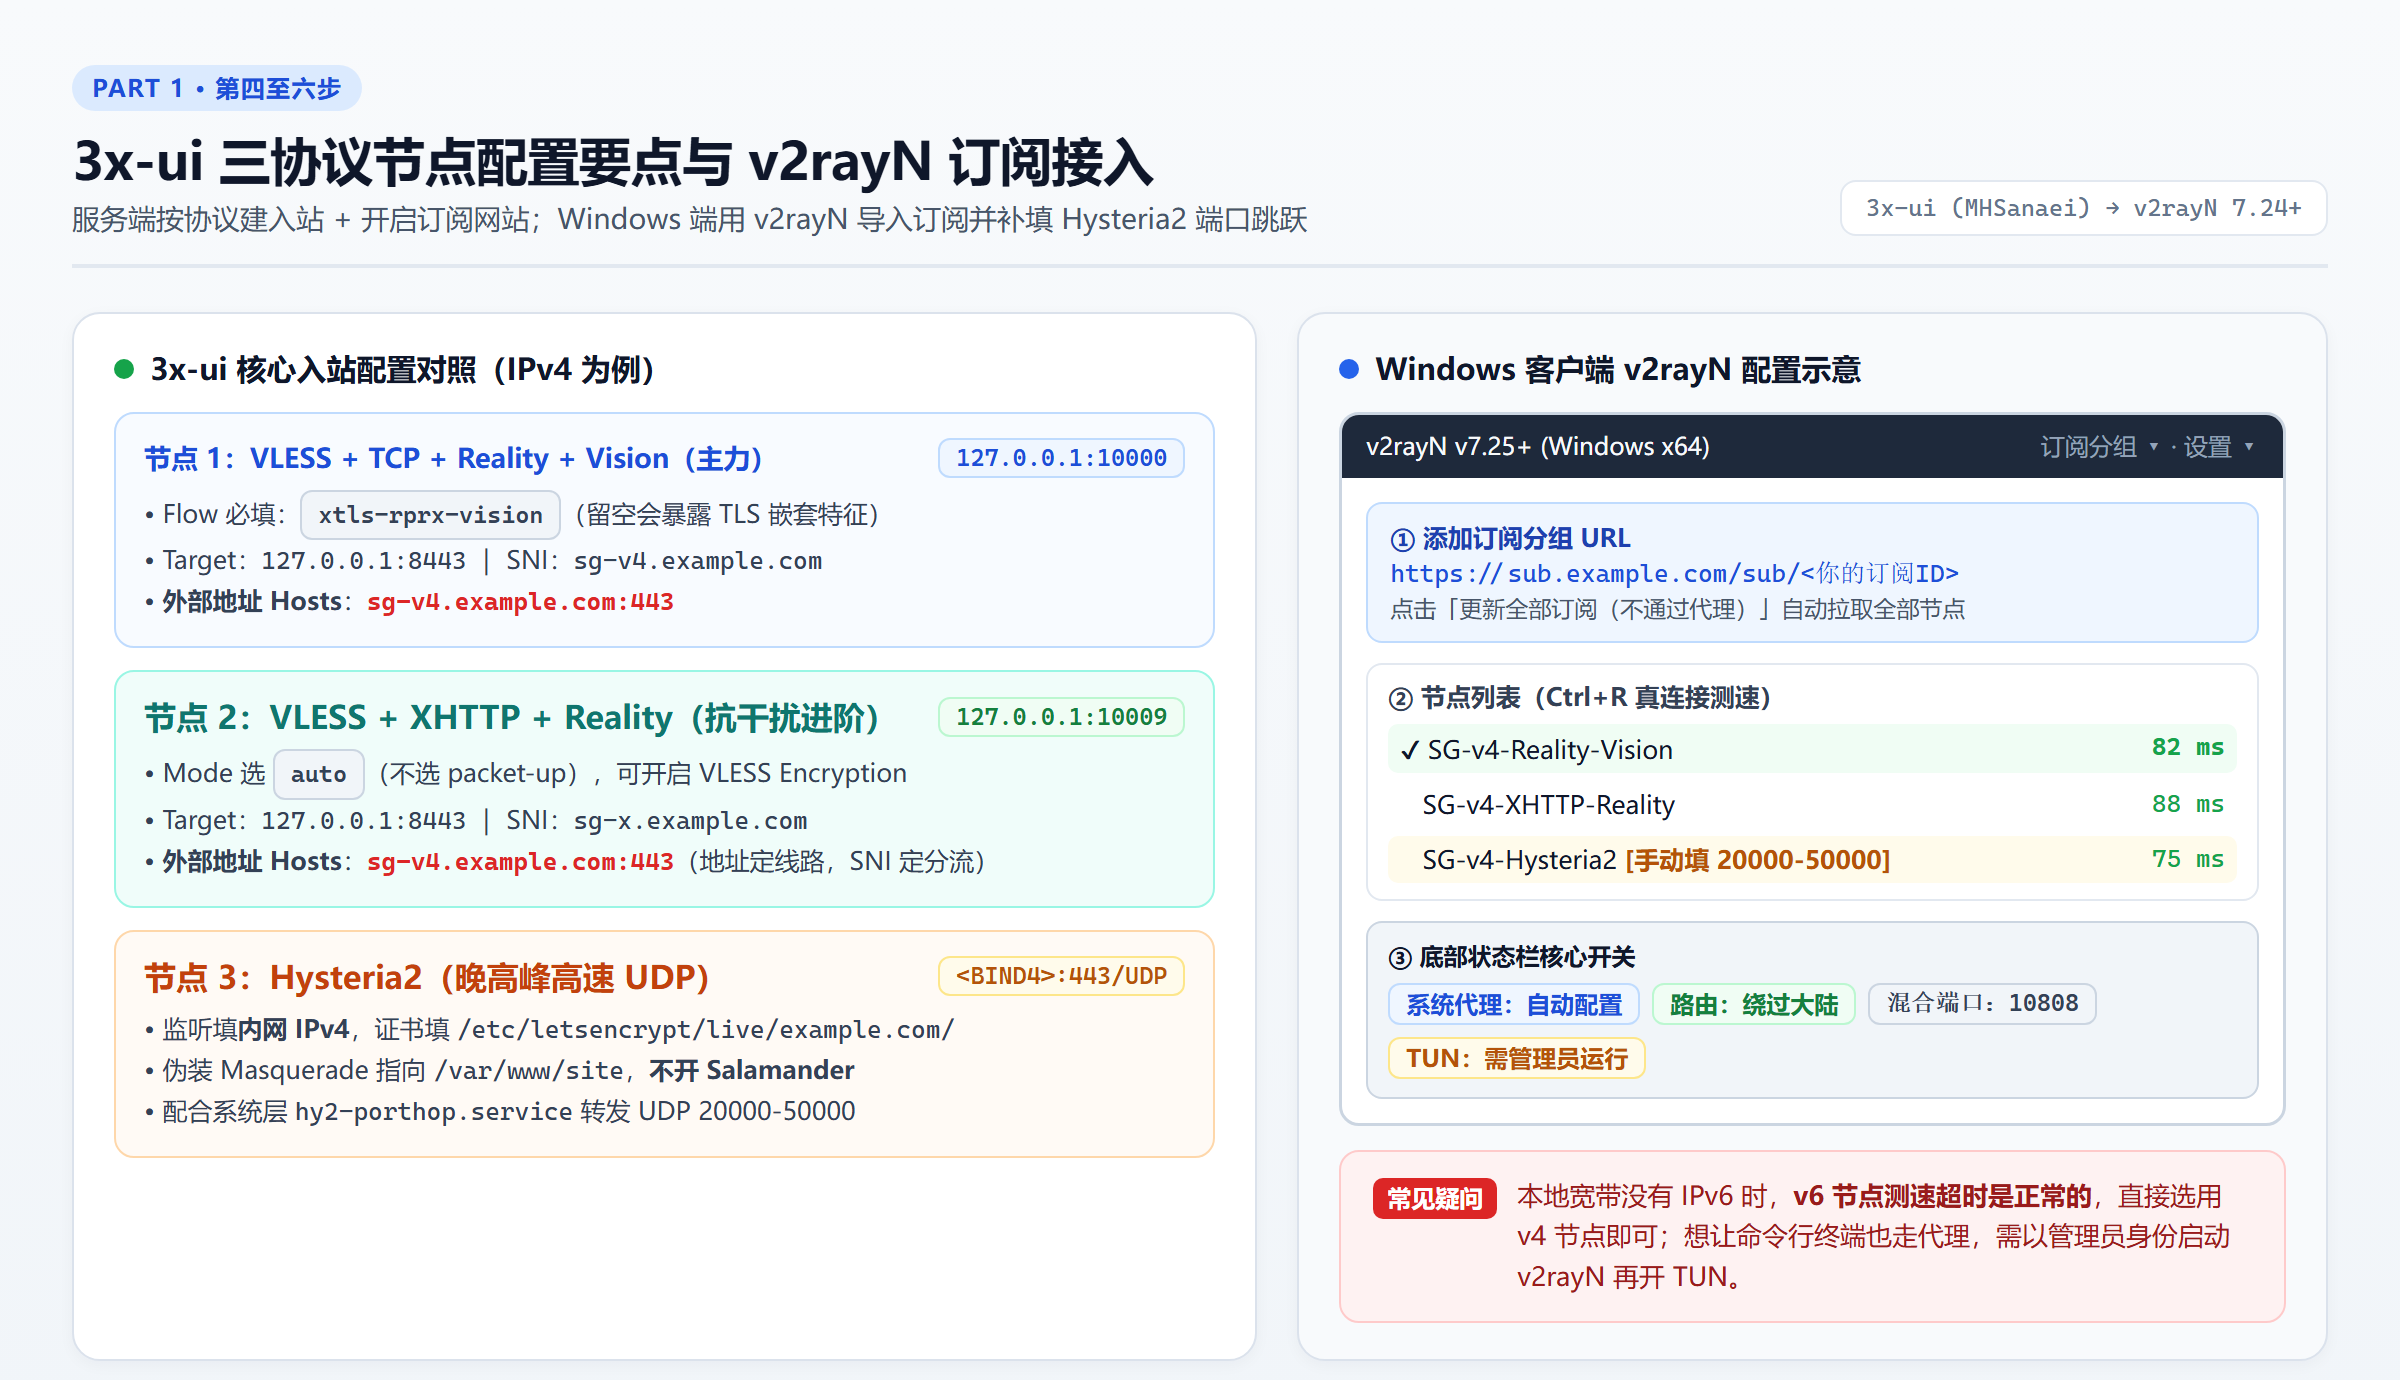 PART 1 • 第四至六步
3x-ui 三协议节点配置要点与 v2rayN 订阅接入
服务端按协议建入站 + 开启订阅网站；Windows 端用 v2rayN 导入订阅并补填 Hysteria2 端口跳跃
3x-ui (MHSanaei) → v2rayN 7.24+
3x-ui 核心入站配置对照（IPv4 为例）
节点 1：VLESS + TCP + Reality + Vision（主力）
127.0.0.1:10000
• Flow 必填： xtls-rprx-vision （留空会暴露 TLS 嵌套特征）
• Target：127.0.0.1:8443 | SNI：sg-v4.example.com
• 外部地址 Hosts：sg-v4.example.com:443
节点 2：VLESS + XHTTP + Reality（抗干扰进阶）
127.0.0.1:10009
• Mode 选 auto （不选 packet-up），可开启 VLESS Encryption
• Target：127.0.0.1:8443 | SNI：sg-x.example.com
• 外部地址 Hosts：sg-v4.example.com:443（地址定线路，SNI 定分流）
节点 3：Hysteria2（晚高峰高速 UDP）
<BIND4>:443/UDP
• 监听填内网 IPv4，证书填 /etc/letsencrypt/live/example.com/
• 伪装 Masquerade 指向 /var/www/site，不开 Salamander
• 配合系统层 hy2-porthop.service 转发 UDP 20000-50000
Windows 客户端 v2rayN 配置示意
v2rayN v7.25+ (Windows x64)
订阅分组 ▾ · 设置 ▾
① 添加订阅分组 URL
https://sub.example.com/sub/<你的订阅ID>
点击「更新全部订阅（不通过代理）」自动拉取全部节点
② 节点列表（Ctrl+R 真连接测速）
✓ SG-v4-Reality-Vision 82 ms
SG-v4-XHTTP-Reality 88 ms
SG-v4-Hysteria2 [手动填 20000-50000] 75 ms
③ 底部状态栏核心开关
系统代理：自动配置
路由：绕过大陆
混合端口：10808
TUN：需管理员运行
常见疑问
本地宽带没有 IPv6 时，v6 节点测速超时是正常的，直接选用
v4 节点即可；想让命令行终端也走代理，需以管理员身份启动
v2rayN 再开 TUN。